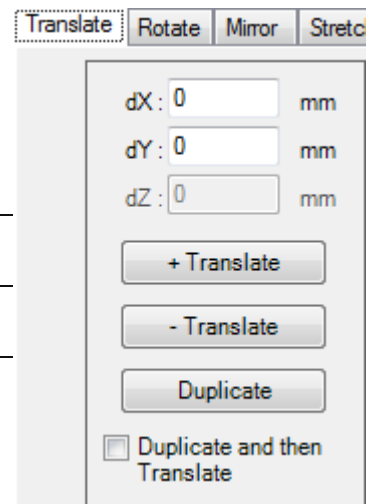 Translate Rotate Mirror Stretc
dX : 0 mm
dY : 0 mm
dZ : 0 mm
+ Translate
- Translate
Duplicate
Duplicate and then
Translate